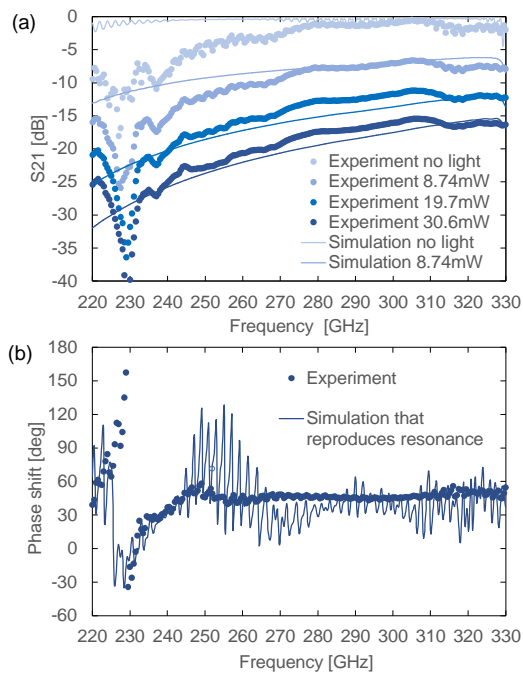 (a)
0
-5
-10
-15
-20
-25
-30
-35
-40
S21 [dB]
Experiment no light
Experiment 8.74mW
Experiment 19.7mW
Experiment 30.6mW
Simulation no light
Simulation 8.74mW
220 230 240 250 260 270 280 290 300 310 320 330
Frequency [GHz]
(b)
180
150
120
90
60
30
0
-30
-60
Phase shift [deg]
Experiment
Simulation that
reproduces resonance
220 230 240 250 260 270 280 290 300 310 320 330
Frequency [GHz]